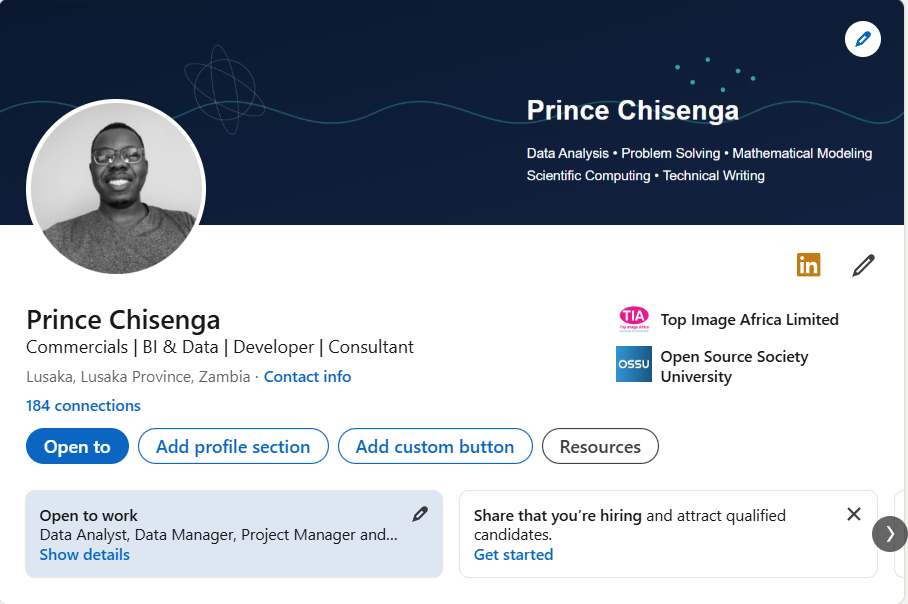 Prince Chisenga
Data Analysis • Problem Solving • Mathematical Modeling
Scientific Computing • Technical Writing
in
Prince Chisenga
Commercials | BI & Data | Developer | Consultant
Lusaka, Lusaka Province, Zambia · Contact info
184 connections
TIA
Top Image Africa Limited
OSSU
Open Source Society
University
Open to
Add profile section
Add custom button
Resources
Open to work
Data Analyst, Data Manager, Project Manager and...
Show details
Share that you’re hiring and attract qualified
candidates.
Get started